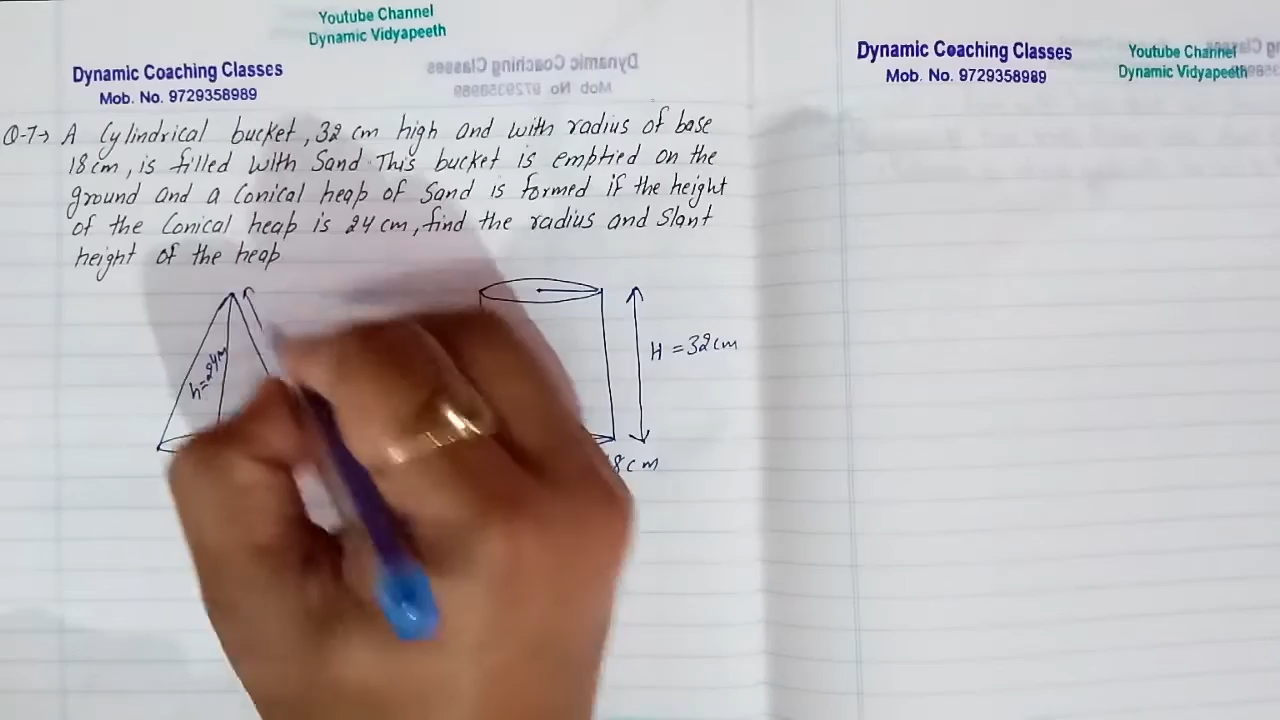 Youtube Channel
Dynamic Vidyapeeth
Dynamic Coaching Classes
Mob. No. 9729358989
Q-7→ A Cylindrical bucket, 32 cm high and with radius of base
18 cm, is filled with Sand. This bucket is emptied on the
ground and a Conical heap of Sand is formed if the height
of the Conical heap is 24 cm, find the radius and Slant
height of the heap
h=24cm
H = 32cm
8cm
Dynamic Coaching Classes
Mob. No. 9729358989
Youtube Channel
Dynamic Vidyapeeth